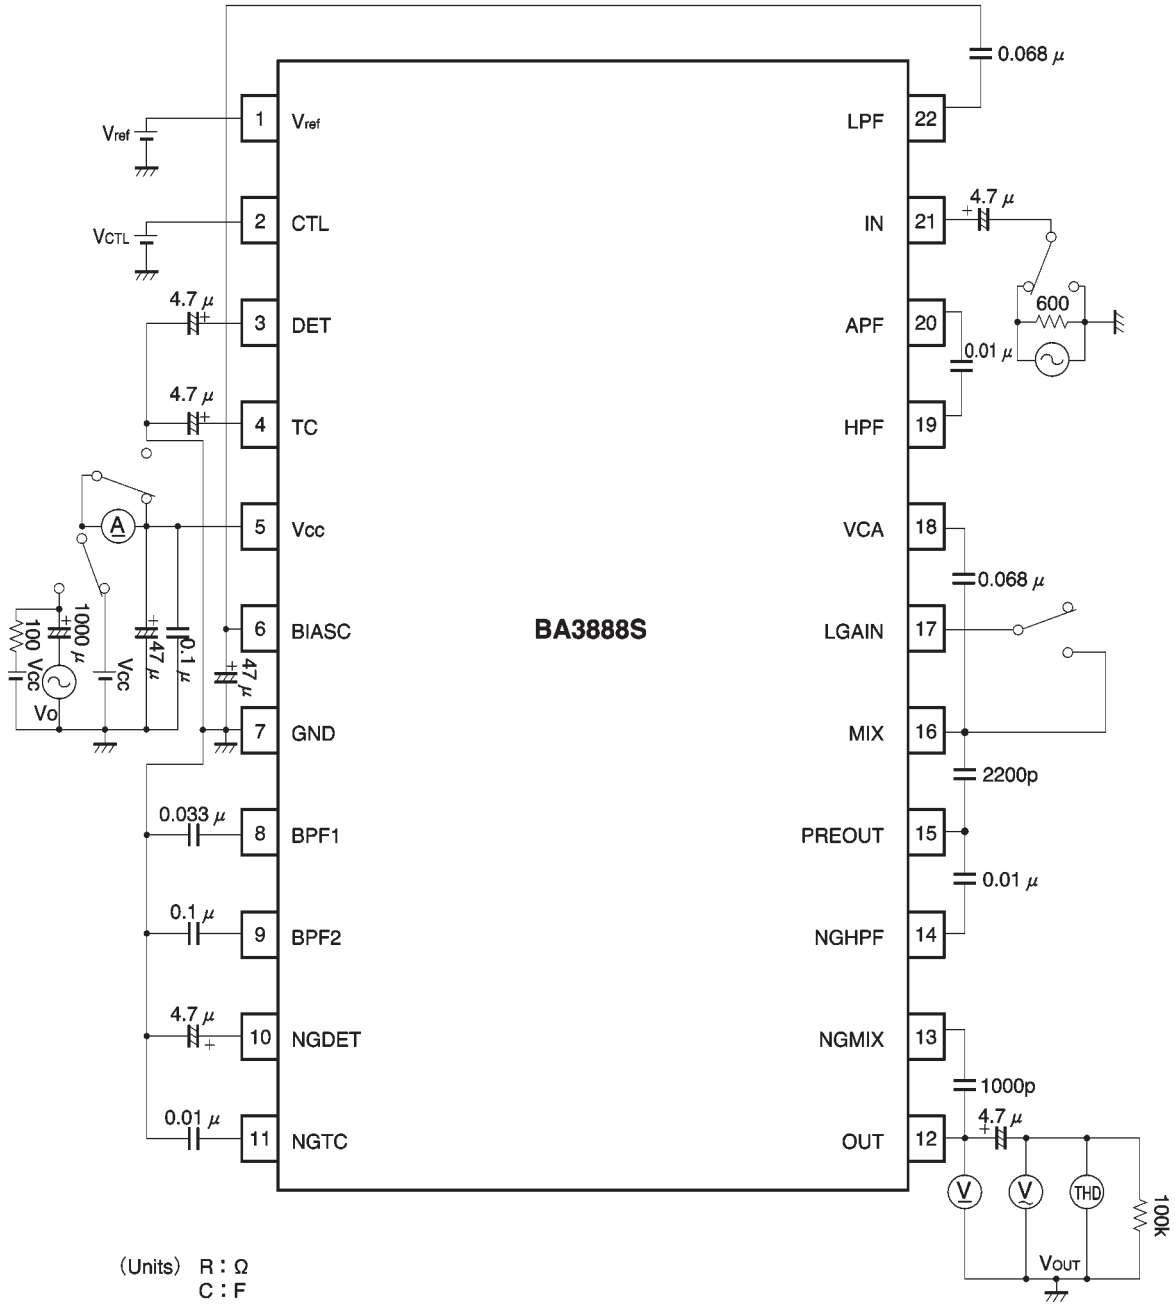 0.068 μ
Vref
1
Vref
LPF
22
VCTL
2
CTL
IN
21
4.7 μ
+
4.7 μ
+
3
DET
APF
20
600
0.01 μ
4.7 μ
+
4
TC
HPF
19
A
5
Vcc
VCA
18
0.068 μ
100
Vcc
+
1000 μ
Vo
Vcc
+
47 μ
0.1 μ
6
BIASC
BA3888S
LGAIN
17
+
47 μ
7
GND
MIX
16
2200p
0.033 μ
8
BPF1
PREOUT
15
0.01 μ
0.1 μ
9
BPF2
NGHPF
14
4.7 μ
+
10
NGDET
NGMIX
13
1000p
0.01 μ
11
NGTC
OUT
12
4.7 μ
+
V
V
THD
100k
VOUT
(Units) R : Ω
C : F